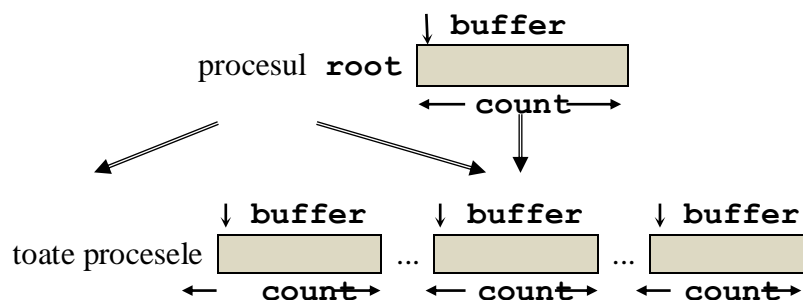 buffer
procesul root
count
buffer buffer buffer
toate procesele ... ...
count count count